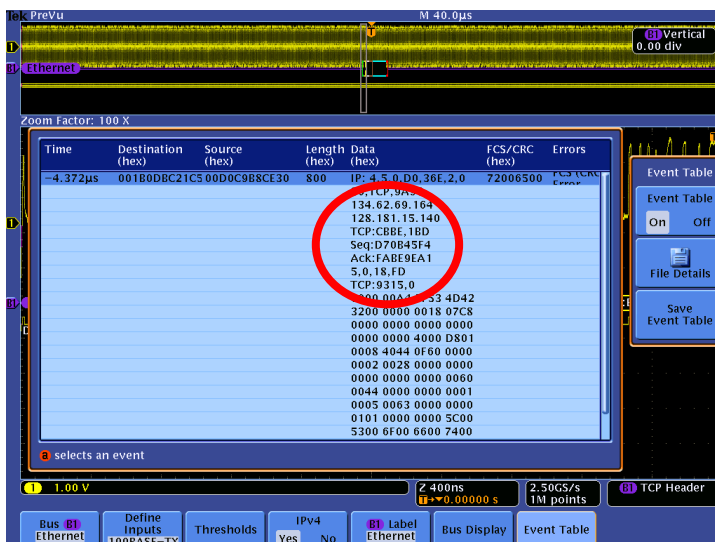 Tek PreVu M 40.0µs
B1 Vertical
0.00 div
1
B1 Ethernet
Zoom Factor: 100 X
Time Destination (hex) Source (hex) Length (hex) Data (hex) FCS/CRC (hex) Errors
-4.372µs 001B0DBC21C5 00D0C9B8CE30 800 IP: 4,5,0,D0,36E,2,0 72006500 FCS (CRC) Error
134.62.69.164
128.181.15.140
TCP:CBBE,1BD
Seq:D70B45F4
Ack:FABE9EA1
5,0,18,FD
TCP:9315,0
4D42
3200 0000 0018 07C8
0000 0000 0000 0000
0000 0000 4000 D801
0008 4044 0F60 0000
0002 0028 0000 0000
0000 0000 0000 0060
0044 0000 0000 0001
0005 0063 0000 0000
0101 0000 0000 5C00
5300 6F00 6600 7400
a selects an event
Event Table
Event Table
On Off
File Details
Save
Event Table
1 1.00 V
Z 400ns
T 0.00000 s
2.50GS/s
1M points
B1 TCP Header
Bus B1
Ethernet
Define
Inputs
100BASE-TX
Thresholds
IPv4
Yes No
B1 Label
Ethernet
Bus Display
Event Table